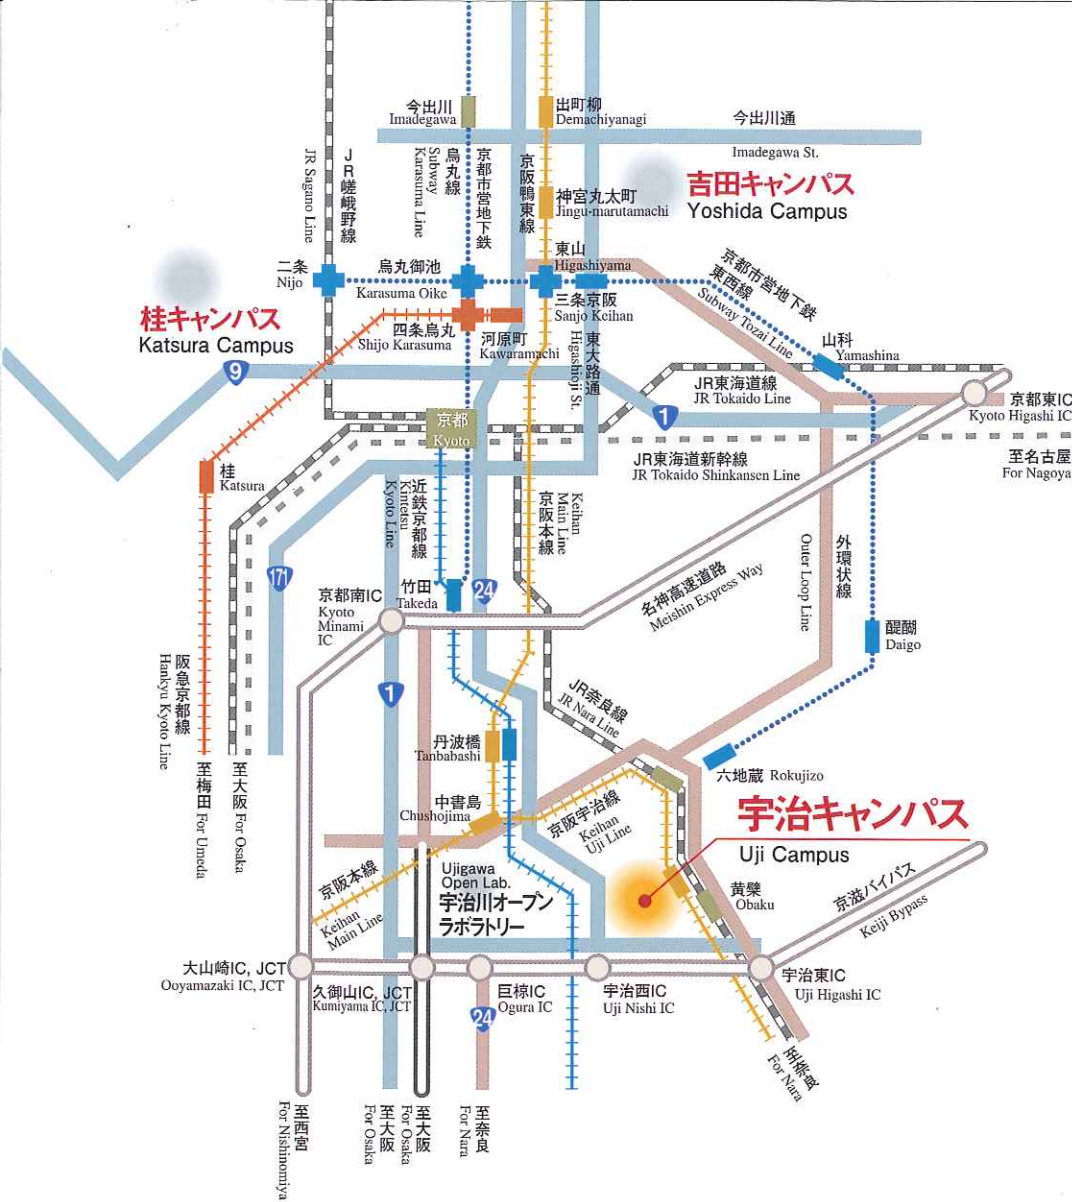 今出川
Imadegawa
出町柳
Demachiyanagi
今出川通
Imadegawa St.
JR嵯峨野線
JR Sagano Line
烏丸線
Subway
Karasuma Line
京都市営地下鉄
京阪鴨東線
神宮丸太町
Jingu-marutamachi
吉田キャンパス
Yoshida Campus
二条
Nijo
烏丸御池
Karasuma Oike
東山
Higashiyama
三条京阪
Sanjo Keihan
京都市営地下鉄
東西線
Subway Tozai Line
桂キャンパス
Katsura Campus
四条烏丸
Shijo Karasuma
河原町
Kawaramachi
東大路通
Higashioji St.
山科
Yamashina
9
JR東海道線
JR Tokaido Line
1
京都東IC
Kyoto Higashi IC
京都
Kyoto
桂
Katsura
JR東海道新幹線
JR Tokaido Shinkansen Line
至名古屋
For Nagoya
近鉄京都線
Kintetsu
Kyoto Line
京阪本線
Keihan
Main Line
外環状線
Outer Loop Line
171
京都南IC
Kyoto
Minami
IC
竹田
Takeda
24
名神高速道路
Meishin Express Way
醍醐
Daigo
阪急京都線
Hankyu Kyoto Line
1
JR奈良線
JR Nara Line
丹波橋
Tanbabashi
六地蔵 Rokujizo
至梅田 For Umeda
至大阪 For Osaka
中書島
Chushojima
京阪宇治線
Keihan
Uji Line
宇治キャンパス
Uji Campus
京阪本線
Keihan
Main Line
Ujigawa
Open Lab.
宇治川オープン
ラボラトリー
黄檗
Obaku
京滋バイパス
Keiji Bypass
大山崎IC, JCT
Ooyamazaki IC, JCT
久御山IC, JCT
Kumiyama IC, JCT
巨椋IC
Ogura IC
24
宇治西IC
Uji Nishi IC
宇治東IC
Uji Higashi IC
至奈良
For Nara
至西宮
For Nishinomiya
至大阪
For Osaka
至大阪
For Osaka
至奈良
For Nara